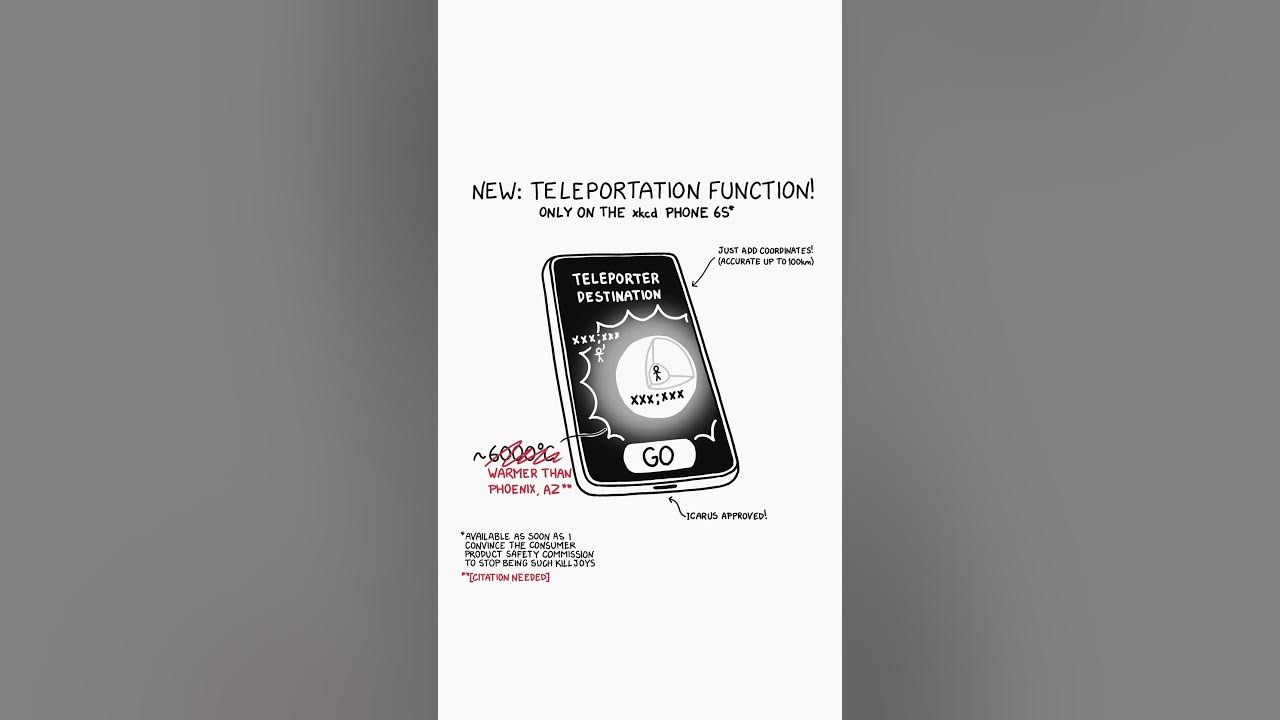 NEW: TELEPORTATION FUNCTION!
ONLY ON THE xkcd PHONE 6S*
JUST ADD COORDINATES!
(ACCURATE UP TO 100km)
TELEPORTER
DESTINATION
xxx;xxx
xxx;xxx
~6000°C
WARMER THAN
PHOENIX, AZ**
GO
ICARUS APPROVED!
*AVAILABLE AS SOON AS I
CONVINCE THE CONSUMER
PRODUCT SAFETY COMMISSION
TO STOP BEING SUCH KILLJOYS
**[CITATION NEEDED]